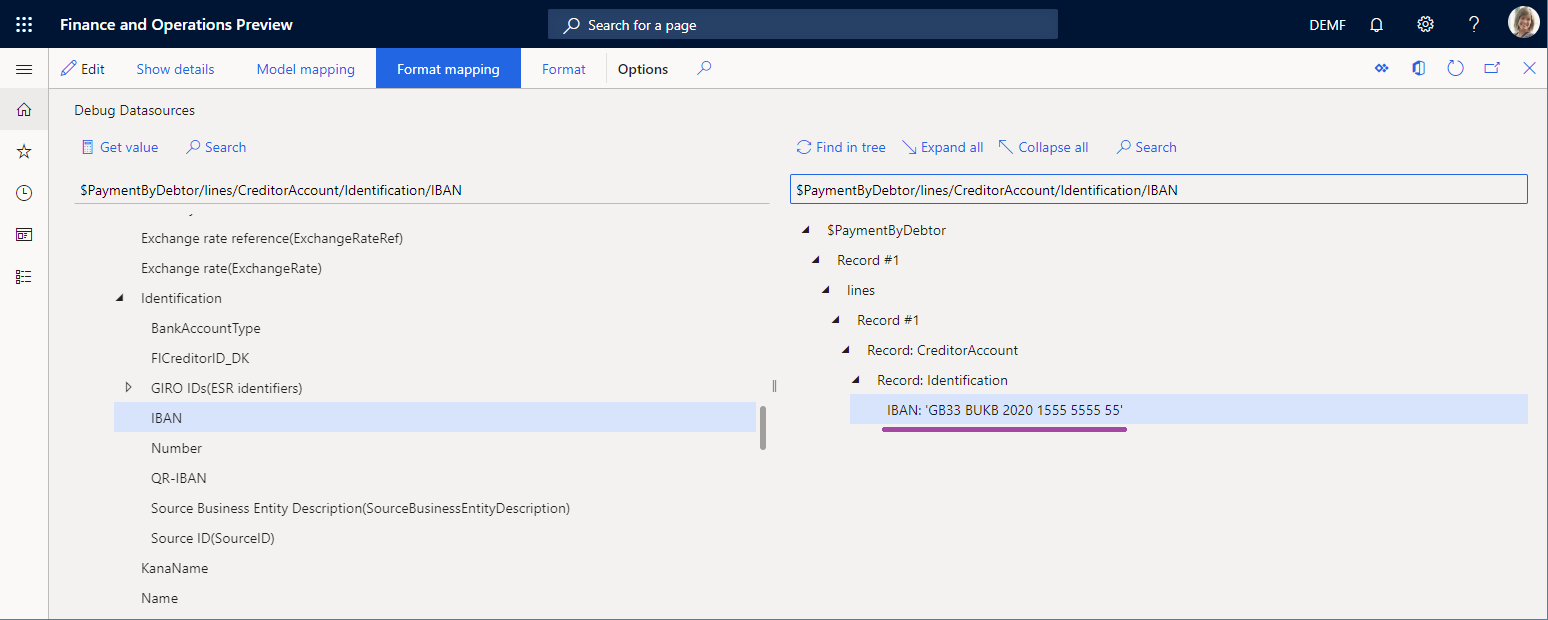 Finance and Operations Preview
Search for a page
DEMF
?
Edit
Show details
Model mapping
Format mapping
Format
Options
Debug Datasources
Get value
Search
$PaymentByDebtor/lines/CreditorAccount/Identification/IBAN
Exchange rate reference(ExchangeRateRef)
Exchange rate(ExchangeRate)
Identification
BankAccountType
FICreditorID_DK
GIRO IDs(ESR identifiers)
IBAN
Number
QR-IBAN
Source Business Entity Description(SourceBusinessEntityDescription)
Source ID(SourceID)
KanaName
Name
Find in tree
Expand all
Collapse all
Search
$PaymentByDebtor/lines/CreditorAccount/Identification/IBAN
$PaymentByDebtor
Record #1
lines
Record #1
Record: CreditorAccount
Record: Identification
IBAN: 'GB33 BUKB 2020 1555 5555 55'